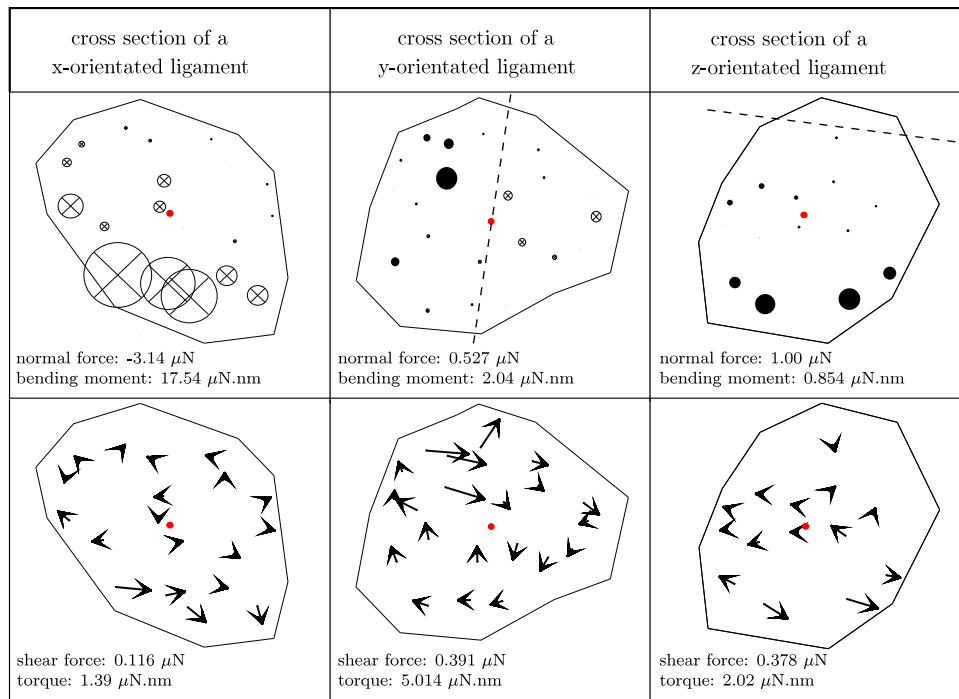 cross section of a
x-orientated ligament
cross section of a
y-orientated ligament
cross section of a
z-orientated ligament
normal force: -3.14 μN
bending moment: 17.54 μN.nm
normal force: 0.527 μN
bending moment: 2.04 μN.nm
normal force: 1.00 μN
bending moment: 0.854 μN.nm
shear force: 0.116 μN
torque: 1.39 μN.nm
shear force: 0.391 μN
torque: 5.014 μN.nm
shear force: 0.378 μN
torque: 2.02 μN.nm